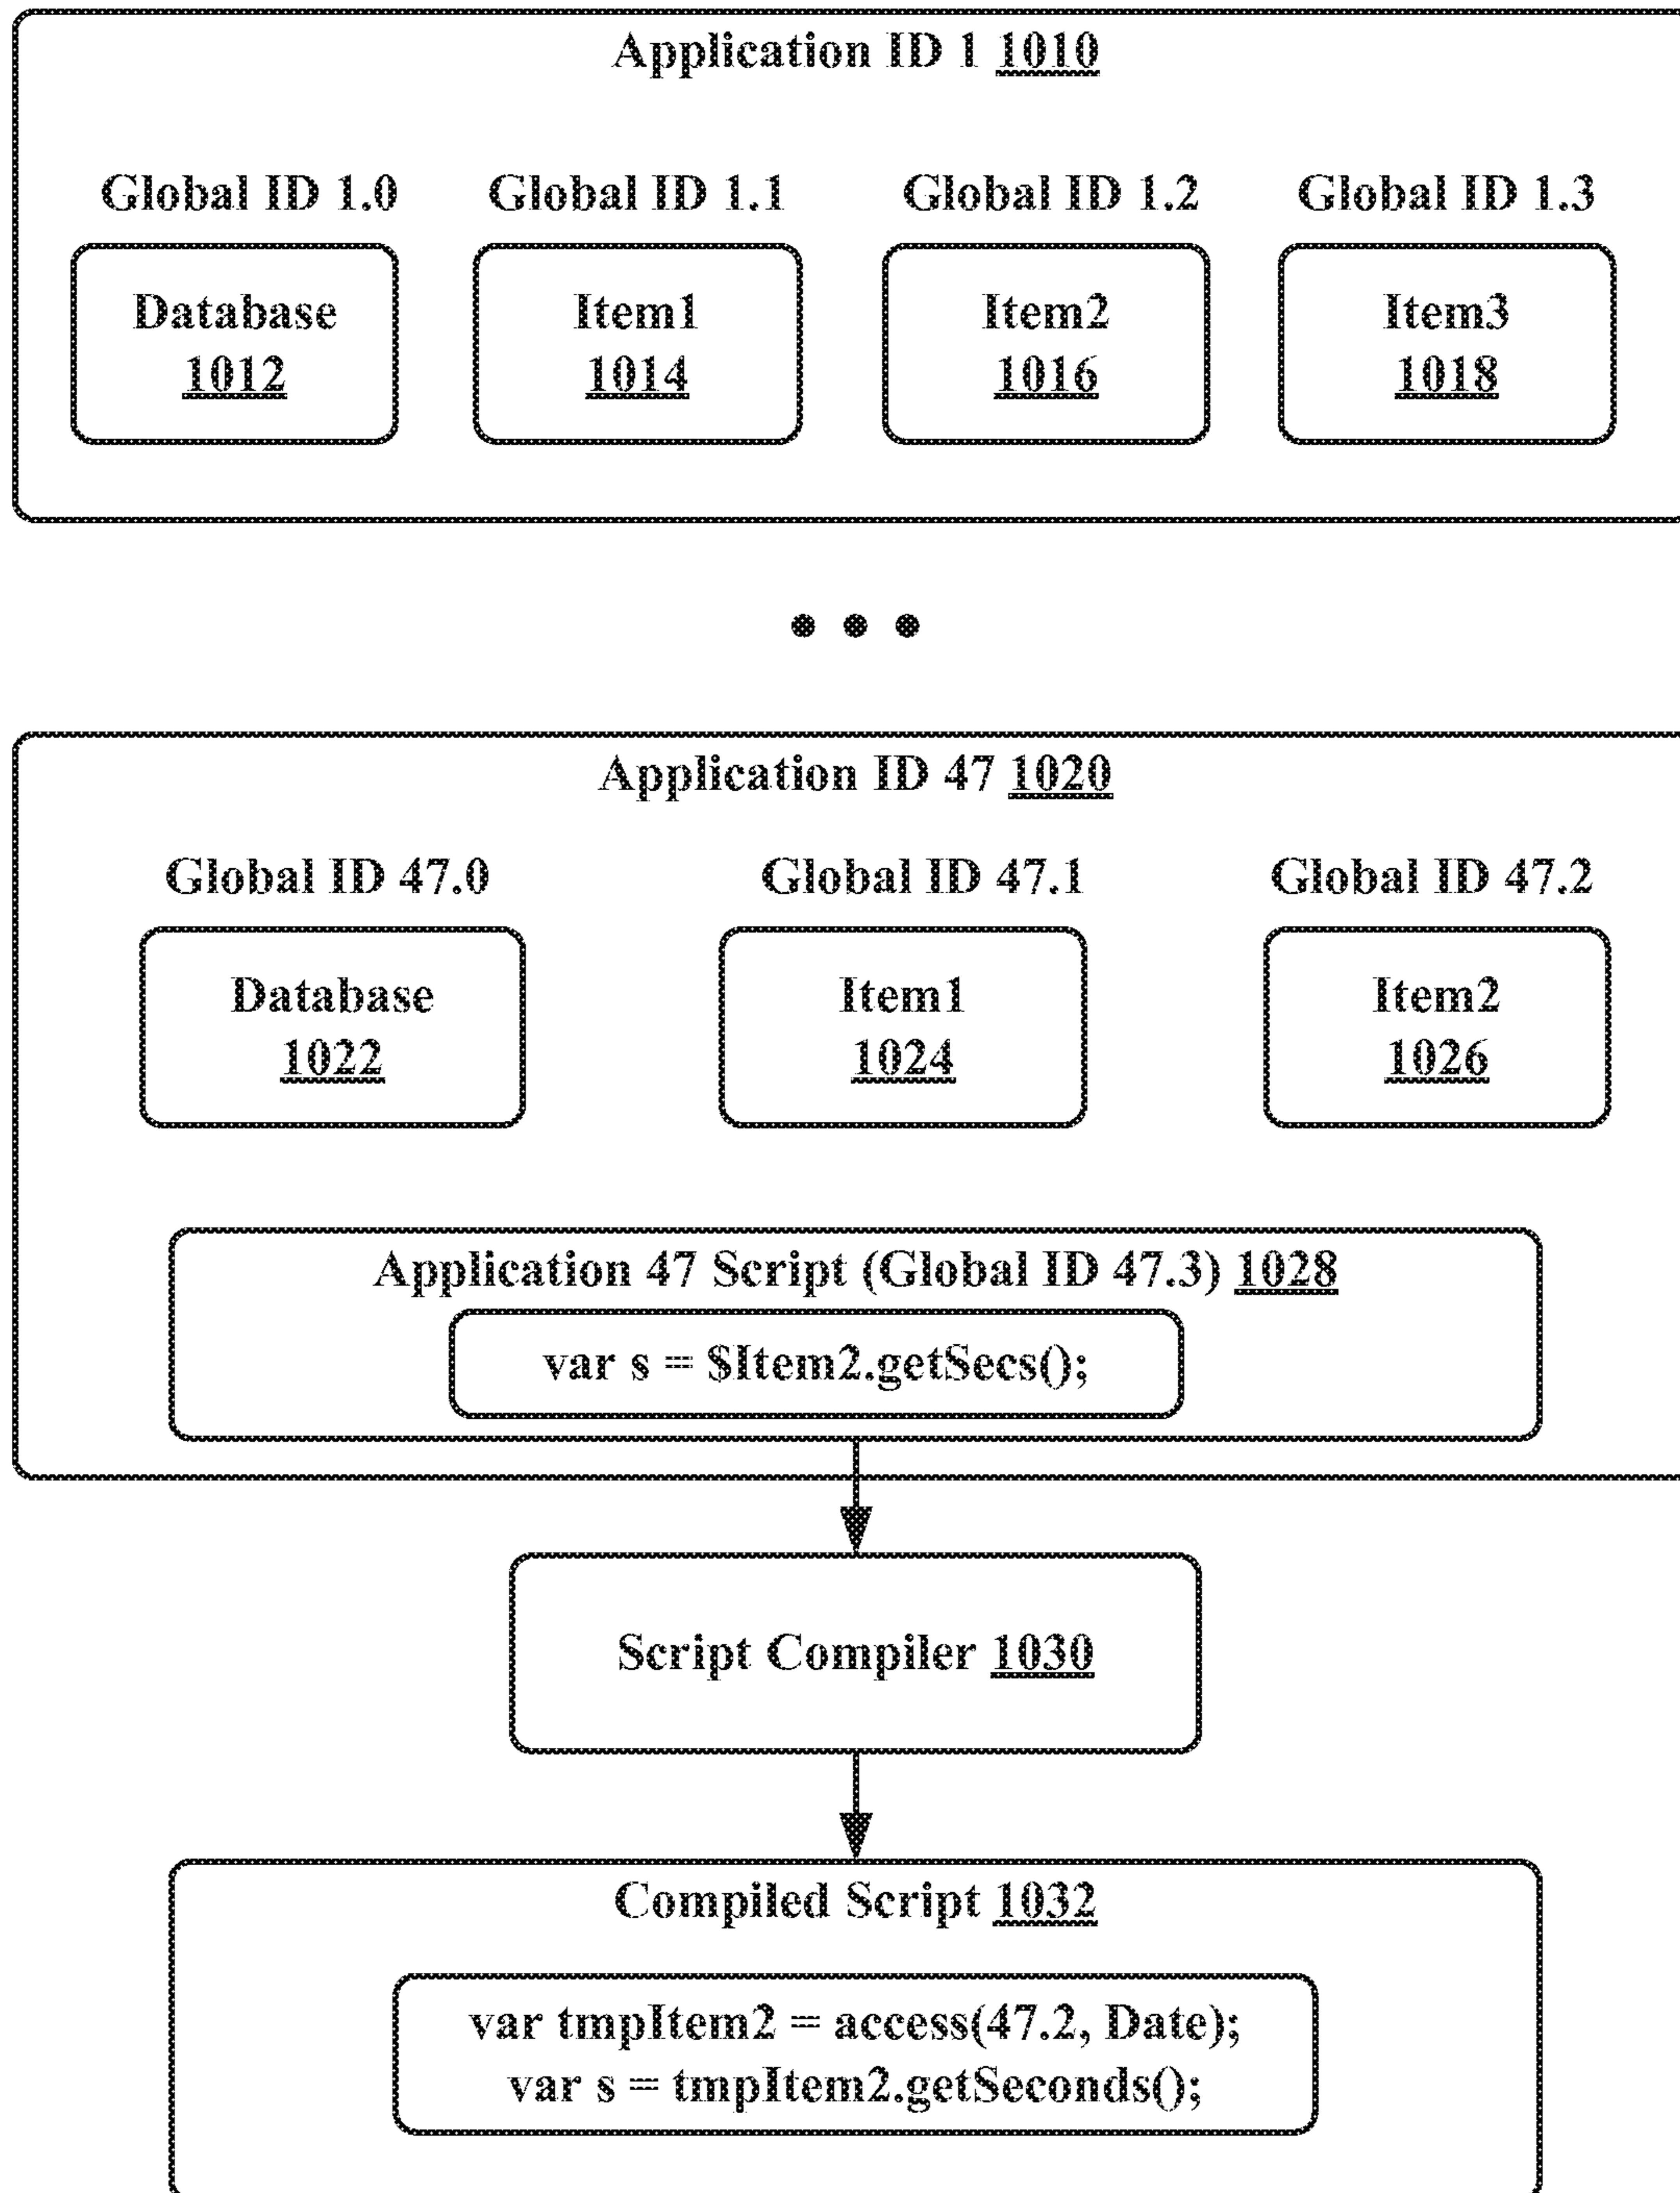 Application ID 1 1010
Global ID 1.0 Global ID 1.1 Global ID 1.2 Global ID 1.3
Database Item1 Item2 Item3
1012 1014 1016 1018
Application ID 47 1020
Global ID 47.0 Global ID 47.1 Global ID 47.2
Database Item1 Item2
1022 1024 1026
Application 47 Script (Global ID 47.3) 1028
var s = $Item2.getSecs();
Script Compiler 1030
Compiled Script 1032
var tmpItem2 = access(47.2, Date);
var s = tmpItem2.getSeconds();